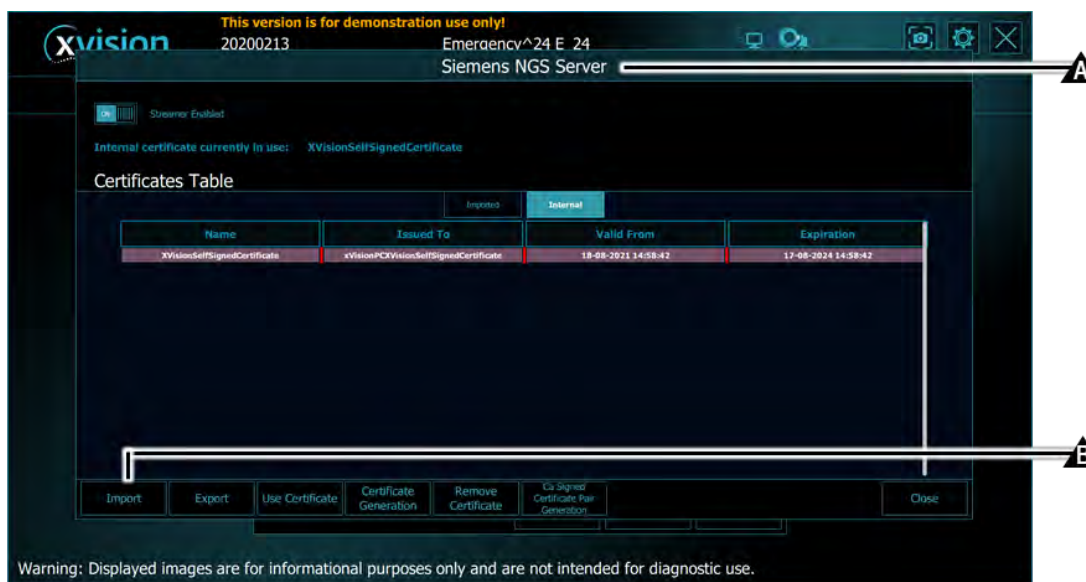 This version is for demonstration use only!
xvision 20200213 Emergency^24 E_24
Siemens NGS Server
A
ON Streamer Enabled
Internal certificate currently in use: XVisionSelfSignedCertificate
Certificates Table
Imported Internal
Name Issued To Valid From Expiration
XVisionSelfSignedCertificate xVisionPCXVisionSelfSignedCertificate 18-08-2021 14:58:42 17-08-2024 14:58:42
B
Import Export Use Certificate Certificate Generation Remove Certificate Ca Signed Certificate Pair Generation Close
Warning: Displayed images are for informational purposes only and are not intended for diagnostic use.